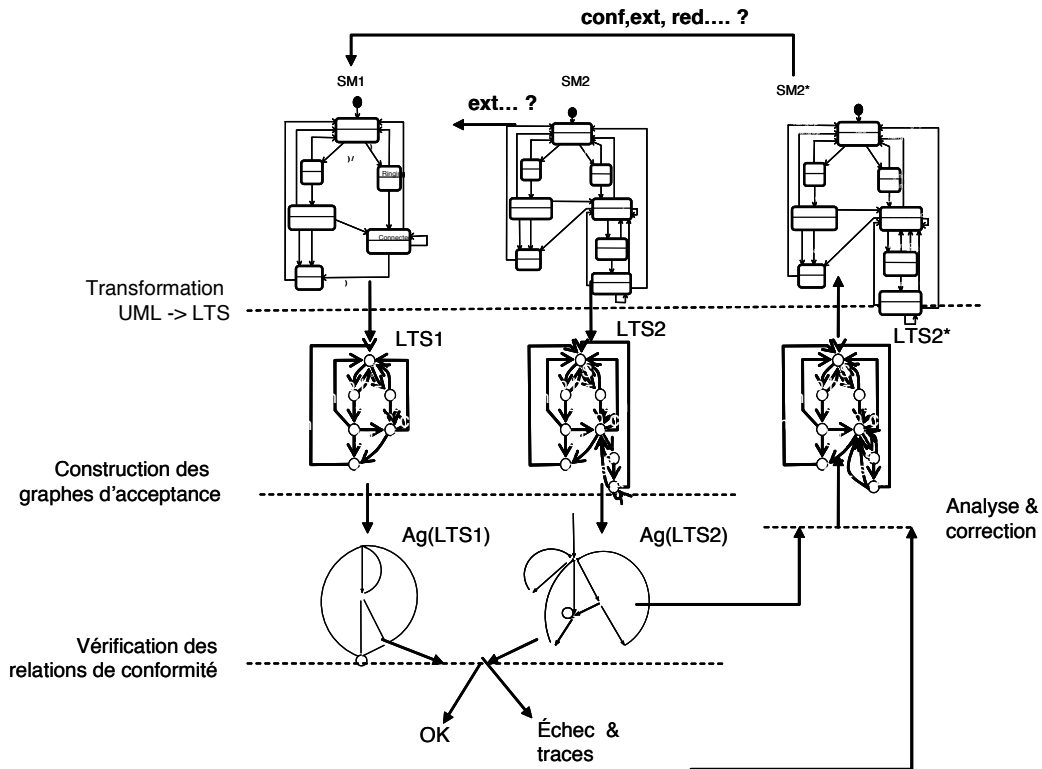 conf,ext, red.... ?
SM1
SM2
SM2*
ext... ?
Transformation
UML -> LTS
LTS1
LTS2
LTS2*
Construction des
graphes d'acceptance
Analyse &
correction
Ag(LTS1)
Ag(LTS2)
Vérification des
relations de conformité
OK
Échec &
traces